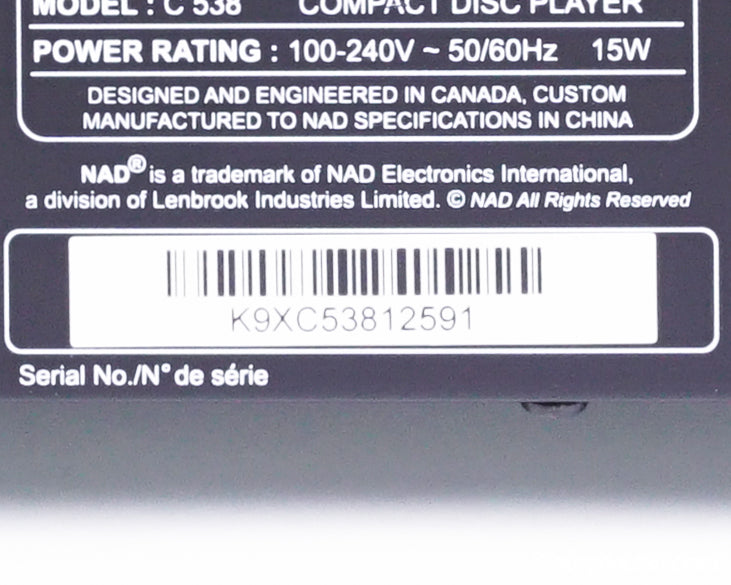 MODEL : C 538 COMPACT DISC PLAYER
POWER RATING : 100-240V ~ 50/60Hz 15W
DESIGNED AND ENGINEERED IN CANADA, CUSTOM
MANUFACTURED TO NAD SPECIFICATIONS IN CHINA
NAD® is a trademark of NAD Electronics International,
a division of Lenbrook Industries Limited. © NAD All Rights Reserved
K9XC53812591
Serial No./N° de série